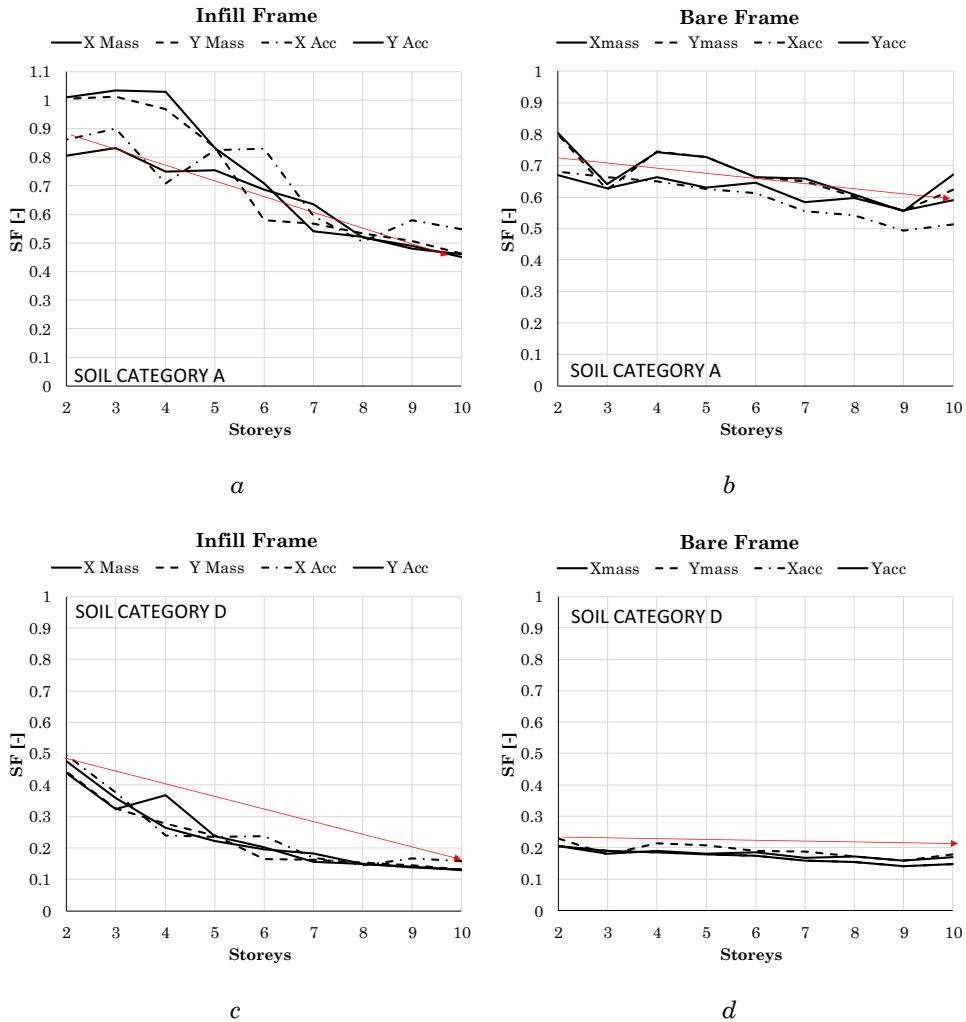 Infill Frame
X Mass Y Mass X Acc Y Acc
1.1
1
0.9
0.8
0.7
0.6
0.5
0.4
0.3
0.2
0.1
0
SF [-]
SOIL CATEGORY A
2 3 4 5 6 7 8 9 10
Storeys
a
Bare Frame
Xmass Ymass Xacc Yacc
1
0.9
0.8
0.7
0.6
0.5
0.4
0.3
0.2
0.1
0
SF [-]
SOIL CATEGORY A
2 3 4 5 6 7 8 9 10
Storeys
b
Infill Frame
X Mass Y Mass X Acc Y Acc
1
0.9
0.8
0.7
0.6
0.5
0.4
0.3
0.2
0.1
0
SF [-]
SOIL CATEGORY D
2 3 4 5 6 7 8 9 10
Storeys
c
Bare Frame
Xmass Ymass Xacc Yacc
1
0.9
0.8
0.7
0.6
0.5
0.4
0.3
0.2
0.1
0
SF [-]
SOIL CATEGORY D
2 3 4 5 6 7 8 9 10
Storeys
d